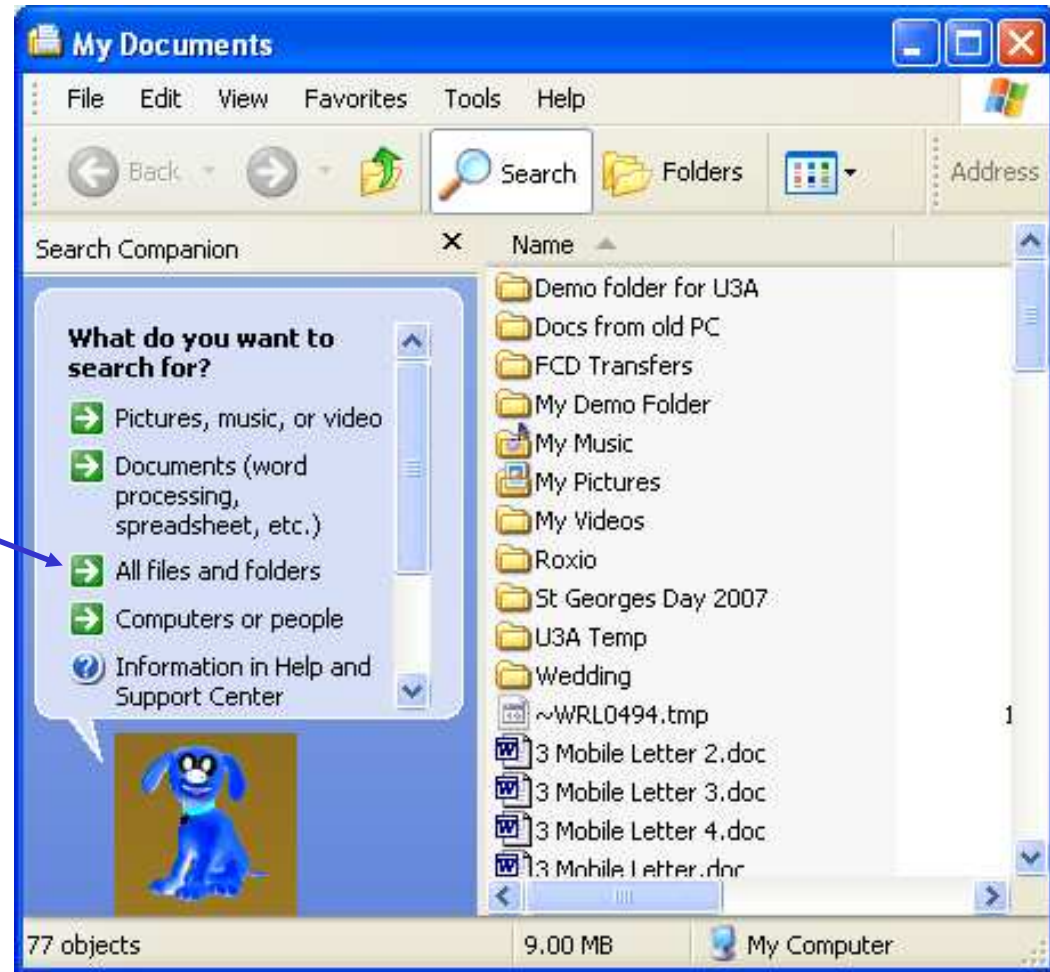 My Documents
File Edit View Favorites Tools Help
Back Search Folders Address
Search Companion
What do you want to
search for?
Pictures, music, or video
Documents (word
processing,
spreadsheet, etc.)
All files and folders
Computers or people
Information in Help and
Support Center
Name
Demo folder for U3A
Docs from old PC
FCD Transfers
My Demo Folder
My Music
My Pictures
My Videos
Roxio
St Georges Day 2007
U3A Temp
Wedding
~WRL0494.tmp 1
3 Mobile Letter 2.doc
3 Mobile Letter 3.doc
3 Mobile Letter 4.doc
3 Mobile Letter.doc
77 objects 9.00 MB My Computer